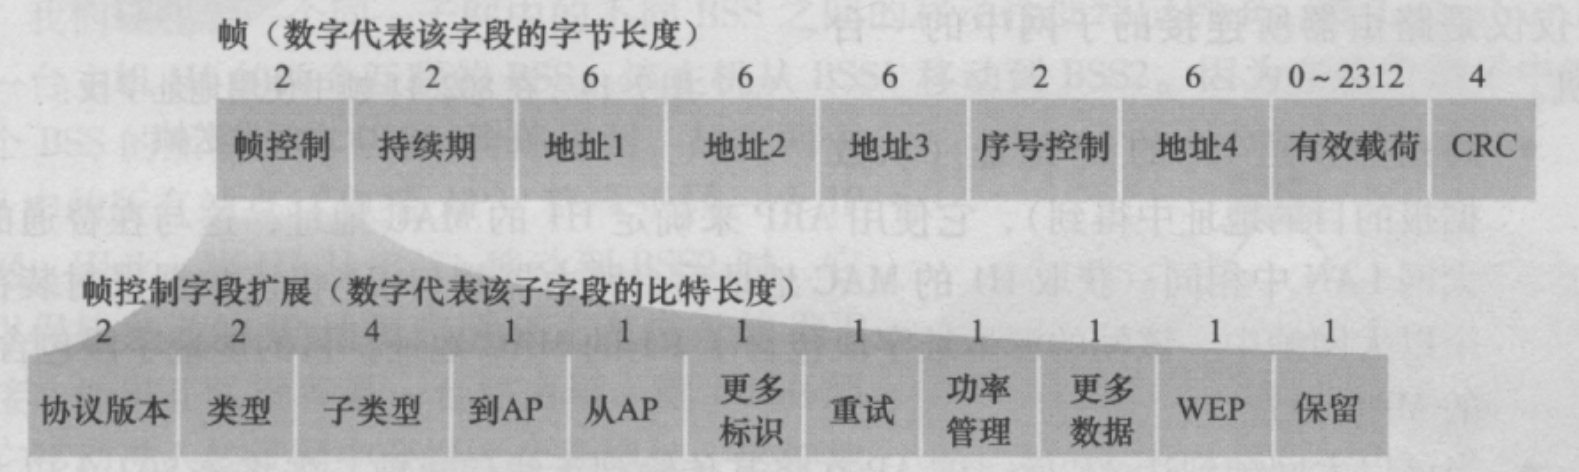 帧（数字代表该字段的字节长度）
2 2 6 6 6 2 6 0~2312 4
帧控制 持续期 地址1 地址2 地址3 序号控制 地址4 有效载荷 CRC
帧控制字段扩展（数字代表该子字段的比特长度）
2 2 4 1 1 1 1 1 1 1 1
协议版本 类型 子类型 到AP 从AP 更多标识 重试 功率管理 更多数据 WEP 保留